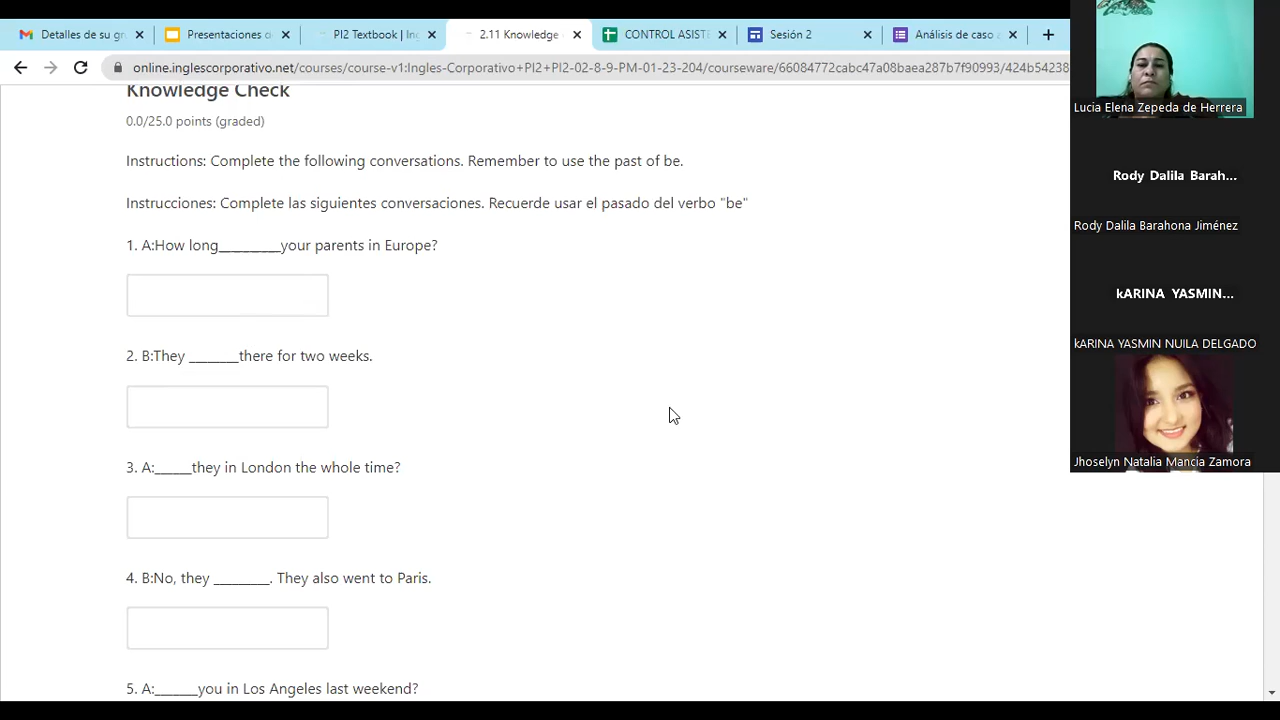 Detalles de su gr
Presentaciones d
PI2 Textbook | In
2.11 Knowledge
CONTROL ASIST
Sesión 2
Análisis de caso
online.inglescorporativo.net/courses/course-v1:Ingles-Corporativo+PI2+PI2-02-8-9-PM-01-23-204/courseware/66084772cabc47a08baea287b7f90993/424b54238
Knowledge Check
0.0/25.0 points (graded)
Instructions: Complete the following conversations. Remember to use the past of be.
Instrucciones: Complete las siguientes conversaciones. Recuerde usar el pasado del verbo "be"
1. A:How long__________your parents in Europe?
2. B:They ________there for two weeks.
3. A:______they in London the whole time?
4. B:No, they _________. They also went to Paris.
5. A:_______you in Los Angeles last weekend?
Lucia Elena Zepeda de Herrera
Rody Dalila Barah...
Rody Dalila Barahona Jiménez
kARINA YASMIN...
kARINA YASMIN NUILA DELGADO
Jhoselyn Natalia Mancía Zamora